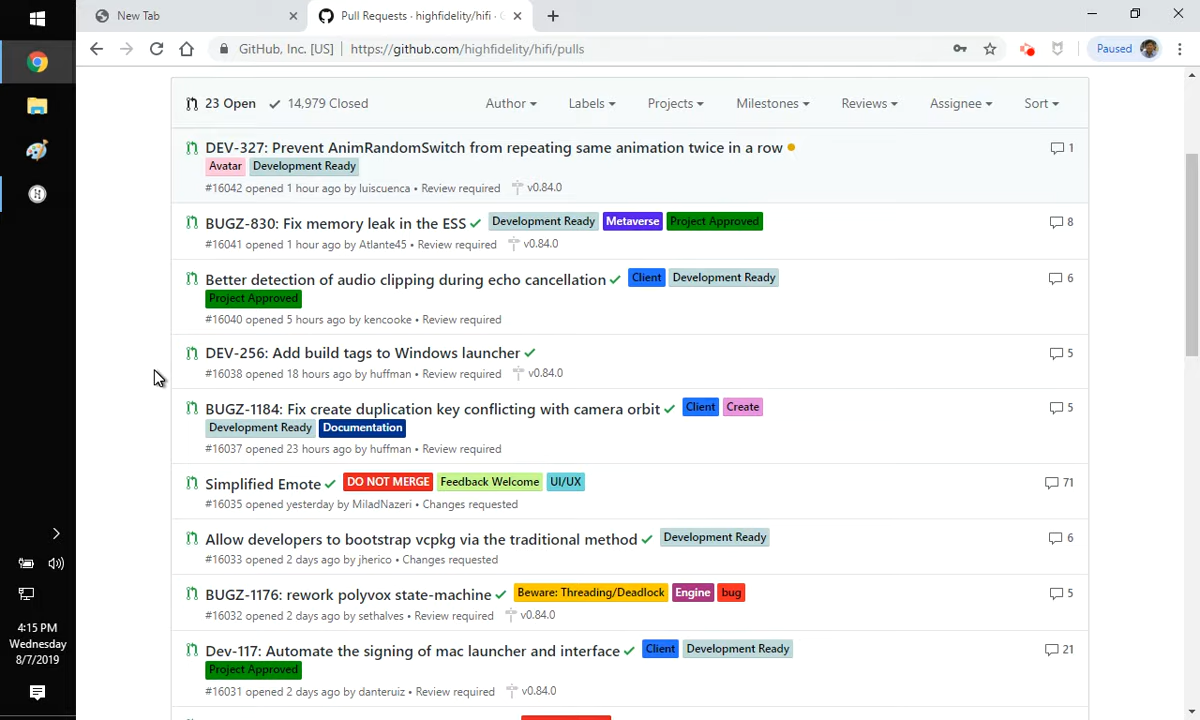 New Tab
Pull Requests · highfidelity/hifi · G
GitHub, Inc. [US] | https://github.com/highfidelity/hifi/pulls
Paused
23 Open 14,979 Closed Author Labels Projects Milestones Reviews Assignee Sort
DEV-327: Prevent AnimRandomSwitch from repeating same animation twice in a row 1
Avatar Development Ready
#16042 opened 1 hour ago by luiscuenca • Review required v0.84.0
BUGZ-830: Fix memory leak in the ESS Development Ready Metaverse Project Approved 8
#16041 opened 1 hour ago by Atlante45 • Review required v0.84.0
Better detection of audio clipping during echo cancellation Client Development Ready 6
Project Approved
#16040 opened 5 hours ago by kencooke • Review required
DEV-256: Add build tags to Windows launcher 5
#16038 opened 18 hours ago by huffman • Review required v0.84.0
BUGZ-1184: Fix create duplication key conflicting with camera orbit Client Create 5
Development Ready Documentation
#16037 opened 23 hours ago by huffman • Review required
Simplified Emote DO NOT MERGE Feedback Welcome UI/UX 71
#16035 opened yesterday by MiladNazeri • Changes requested
Allow developers to bootstrap vcpkg via the traditional method Development Ready 6
#16033 opened 2 days ago by jherico • Changes requested
BUGZ-1176: rework polyvox state-machine Beware: Threading/Deadlock Engine bug 5
#16032 opened 2 days ago by sethalves • Review required v0.84.0
Dev-117: Automate the signing of mac launcher and interface Client Development Ready 21
Project Approved
#16031 opened 2 days ago by danteruiz • Review required v0.84.0
4:15 PM
Wednesday
8/7/2019